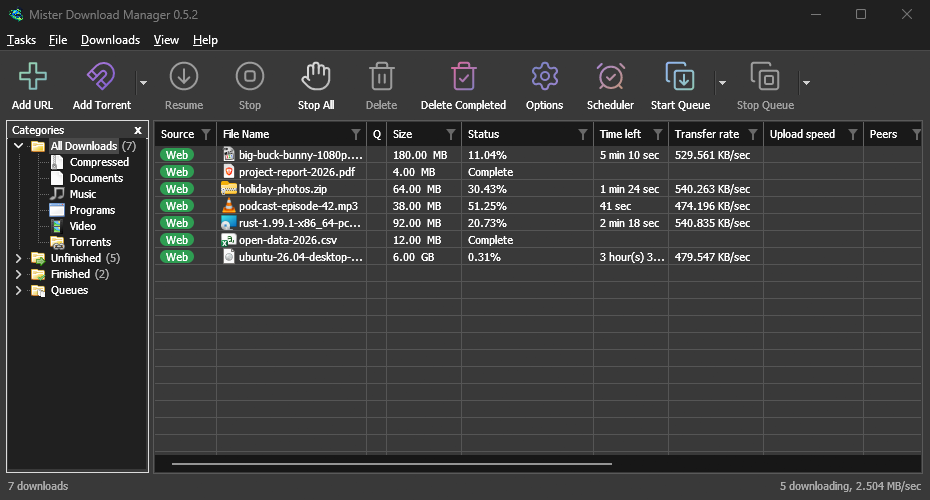 Mister Download Manager 0.5.2
Tasks File Downloads View Help
Add URL Add Torrent Resume Stop Stop All Delete Delete Completed Options Scheduler Start Queue Stop Queue
Categories x
All Downloads (7)
Compressed
Documents
Music
Programs
Video
Torrents
Unfinished (5)
Finished (2)
Queues
Source File Name Q Size Status Time left Transfer rate Upload speed Peers
Web big-buck-bunny-1080p.... 180.00 MB 11.04% 5 min 10 sec 529.561 KB/sec
Web project-report-2026.pdf 4.00 MB Complete
Web holiday-photos.zip 64.00 MB 30.43% 1 min 24 sec 540.263 KB/sec
Web podcast-episode-42.mp3 38.00 MB 51.25% 41 sec 474.196 KB/sec
Web rust-1.99.1-x86_64-pc... 92.00 MB 20.73% 2 min 18 sec 540.835 KB/sec
Web open-data-2026.csv 12.00 MB Complete
Web ubuntu-26.04-desktop-... 6.00 GB 0.31% 3 hour(s) 3... 479.547 KB/sec
7 downloads
5 downloading, 2.504 MB/sec